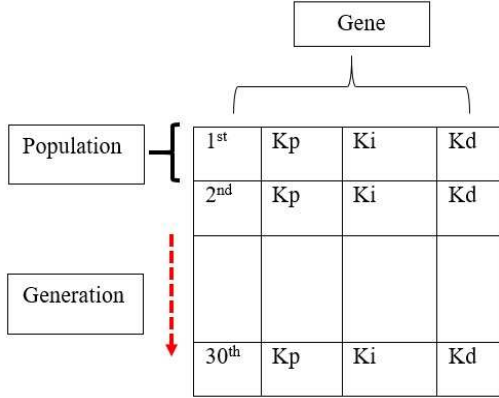 Gene
Population
1st Kp Ki Kd
2nd Kp Ki Kd
Generation
30th Kp Ki Kd